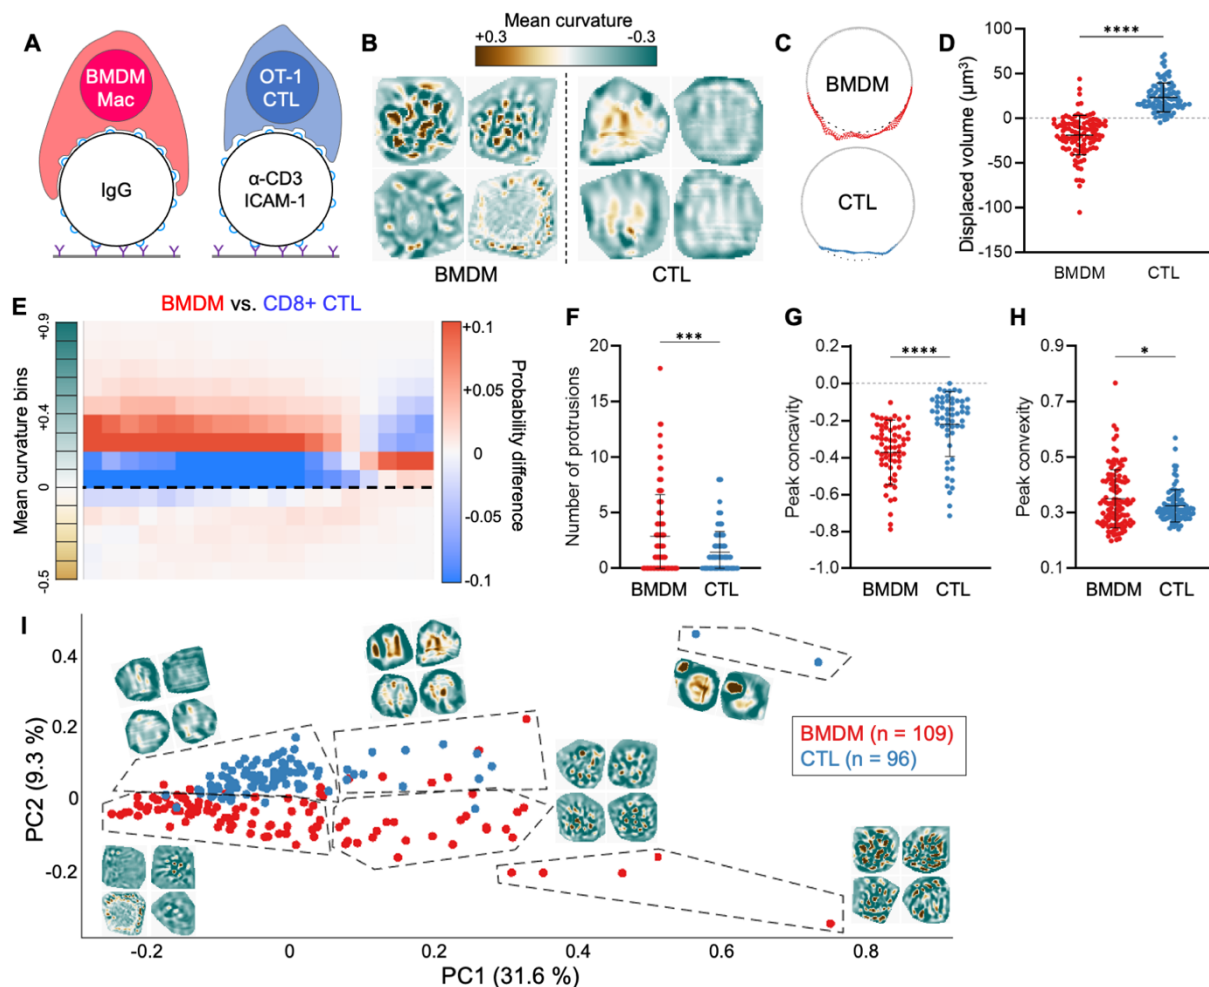 A
BMDM
Mac
IgG
OT-1
CTL
α-CD3
ICAM-1
B
Mean curvature
+0.3
-0.3
BMDM
CTL
C
BMDM
CTL
D
Displaced volume (μm³)
100
50
0
-50
-100
-150
****
BMDM
CTL
E
BMDM vs. CD8+ CTL
Mean curvature bins
+0.9
+0.4
0
-0.5
+0.1
+0.05
0
-0.05
-0.1
Probability difference
F
Number of protrusions
20
15
10
5
0
***
BMDM
CTL
G
Peak concavity
0.2
0.0
-0.2
-0.4
-0.6
-0.8
-1.0
****
BMDM
CTL
H
Peak convexity
0.9
0.7
0.5
0.3
0.1
*
BMDM
CTL
I
PC2 (9.3 %)
0.4
0.2
0
-0.2
BMDM (n = 109)
CTL (n = 96)
-0.2
0
0.2
0.4
0.6
0.8
PC1 (31.6 %)